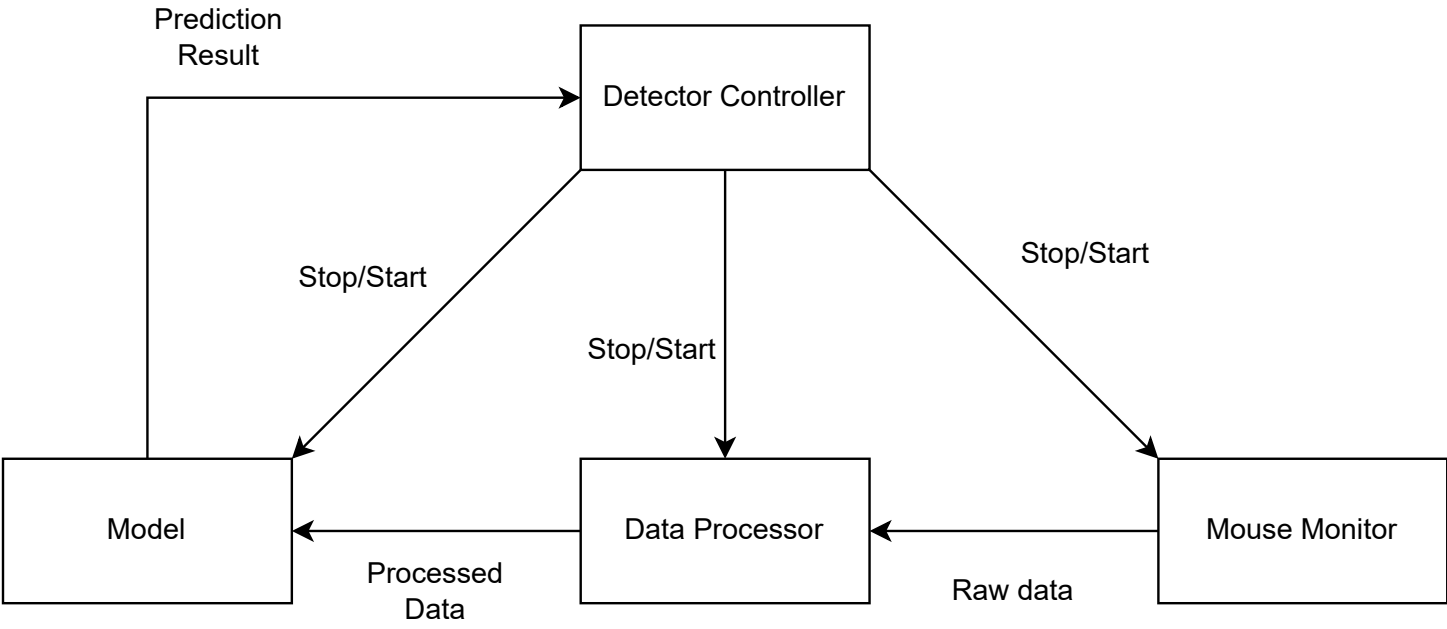 Prediction
Result
Detector Controller
Stop/Start
Stop/Start
Stop/Start
Model
Data Processor
Mouse Monitor
Processed
Data
Raw data